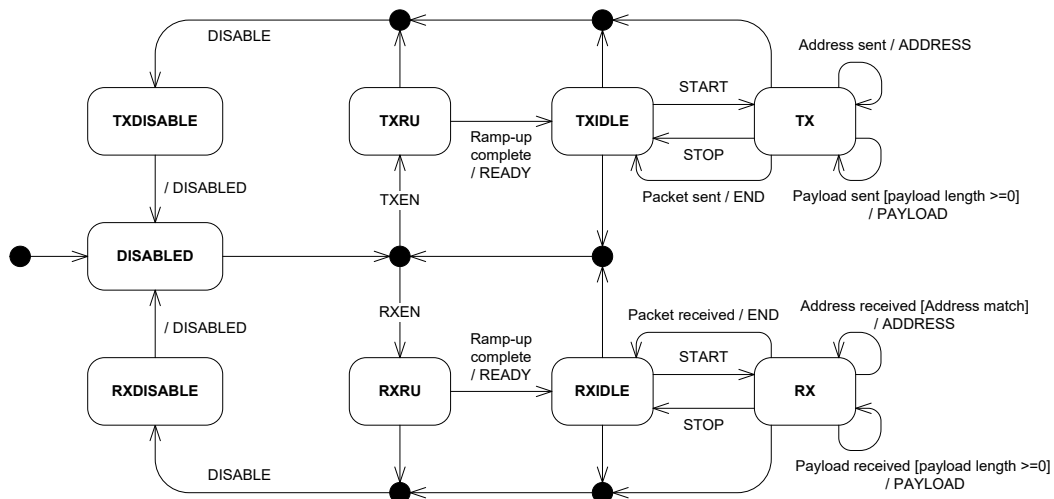 DISABLE
Address sent / ADDRESS
START
TXDISABLE
TXRU
TXIDLE
TX
Ramp-up
complete
/ READY
STOP
/ DISABLED
TXEN
Packet sent / END
Payload sent [payload length >=0]
/ PAYLOAD
DISABLED
RXEN
Packet received / END
Address received [Address match]
/ ADDRESS
/ DISABLED
Ramp-up
complete
/ READY
START
RXDISABLE
RXRU
RXIDLE
RX
STOP
DISABLE
Payload received [payload length >=0]
/ PAYLOAD